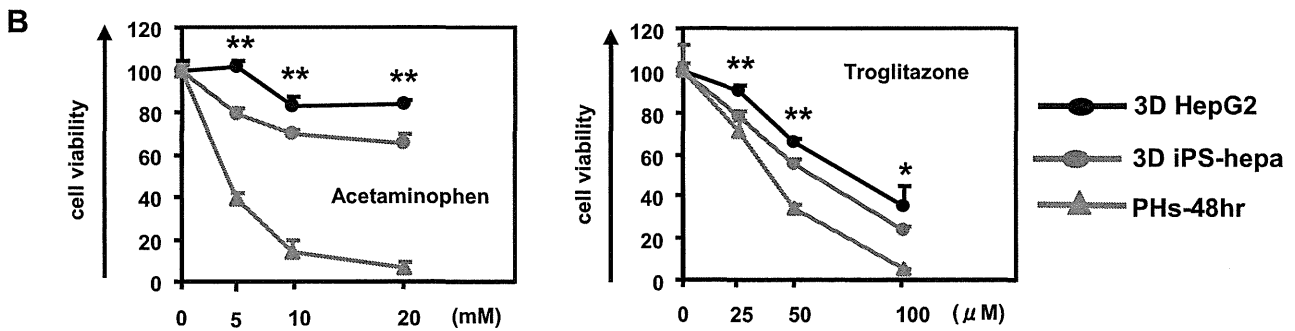 B
120
100
80
60
40
20
0
cell viability
** ** **
Acetaminophen
0 5 10 20 (mM)
120
100
80
60
40
20
0
cell viability
** ** *
Troglitazone
0 25 50 100 (μM)
3D HepG2
3D iPS-hepa
PHs-48hr